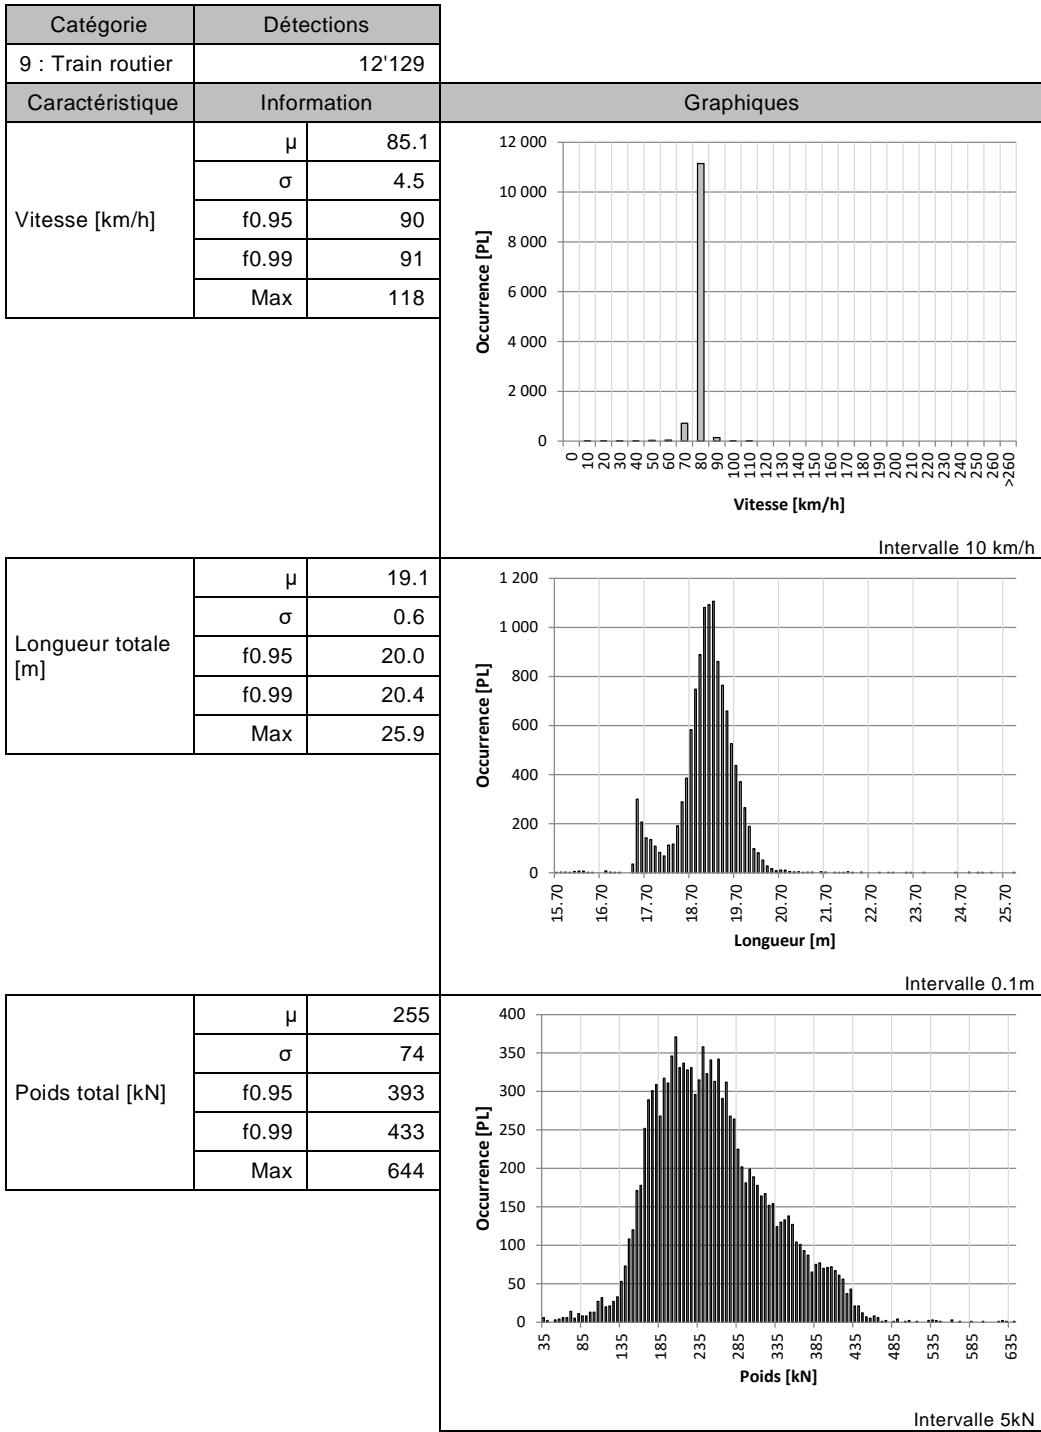 Catégorie Détections
9 : Train routier 12'129
Caractéristique Information Graphiques
Vitesse [km/h]
µ 85.1
σ 4.5
f0.95 90
f0.99 91
Max 118
12 000
10 000
8 000
6 000
4 000
2 000
0
Occurrence [PL]
0 10 20 30 40 50 60 70 80 90 100 110 120 130 140 150 160 170 180 190 200 210 220 230 240 250 260 >260
Vitesse [km/h]
Intervalle 10 km/h
Longueur totale
[m]
µ 19.1
σ 0.6
f0.95 20.0
f0.99 20.4
Max 25.9
1 200
1 000
800
600
400
200
0
Occurrence [PL]
15.70 16.70 17.70 18.70 19.70 20.70 21.70 22.70 23.70 24.70 25.70
Longueur [m]
Intervalle 0.1m
Poids total [kN]
µ 255
σ 74
f0.95 393
f0.99 433
Max 644
400
350
300
250
200
150
100
50
0
Occurrence [PL]
35 85 135 185 235 285 335 385 435 485 535 585 635
Poids [kN]
Intervalle 5kN